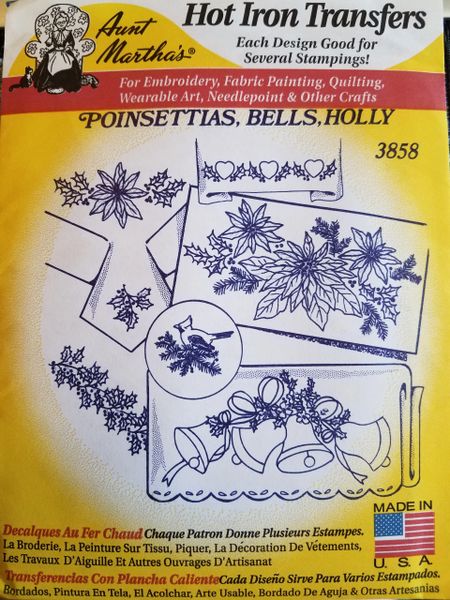 Aunt Martha's®
Hot Iron Transfers
Each Design Good for
Several Stampings!
For Embroidery, Fabric Painting, Quilting,
Wearable Art, Needlepoint & Other Crafts
POINSETTIAS, BELLS, HOLLY
3858
MADE IN
U.S.A.
Decalques Au Fer Chaud Chaque Patron Donne Plusieurs Estampes.
La Broderie, La Peinture Sur Tissu, Piquer, La Décoration De Vétements,
Les Travaux D'Aiguille Et Autres Ouvrages D'Artisanat
Transferencias Con Plancha Caliente Cada Diseño Sirve Para Varios Estampados.
Bordados, Pintura En Tela, El Acolchar, Arte Usable, Bordado De Aguja & Otras Artesanias